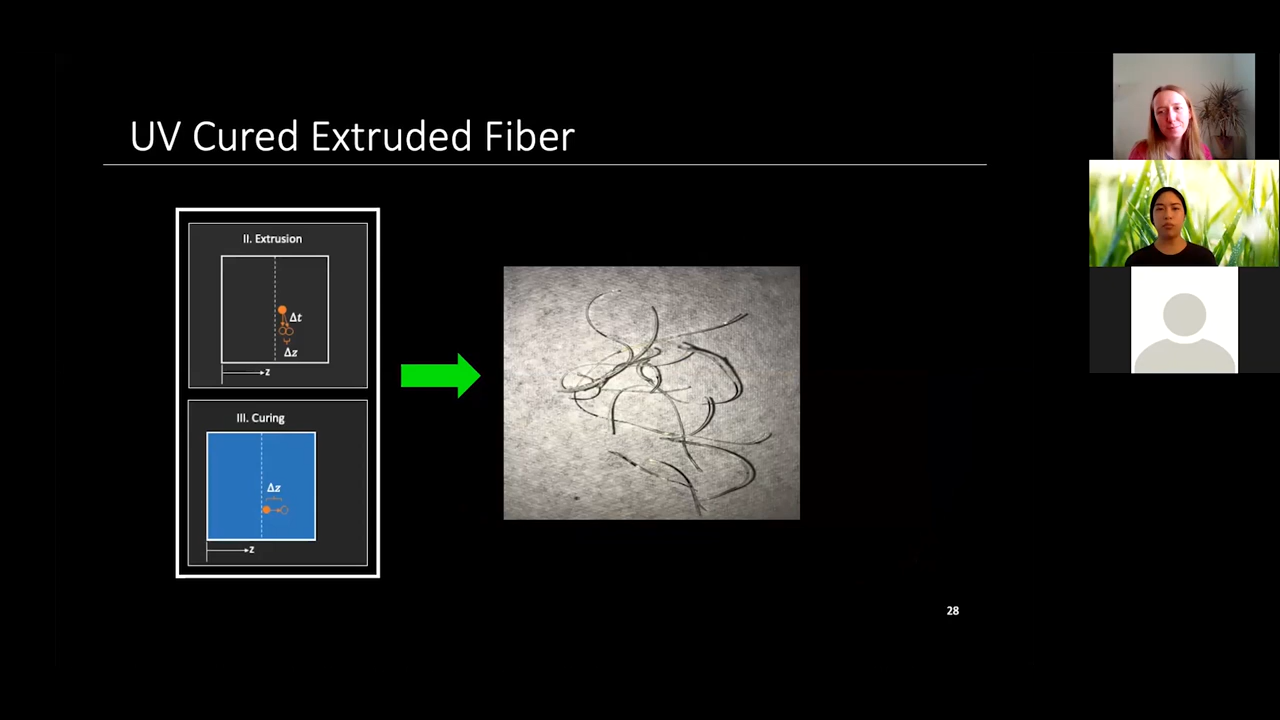 UV Cured Extruded Fiber
II. Extrusion
Δt
Δz
z
III. Curing
Δz
z
28